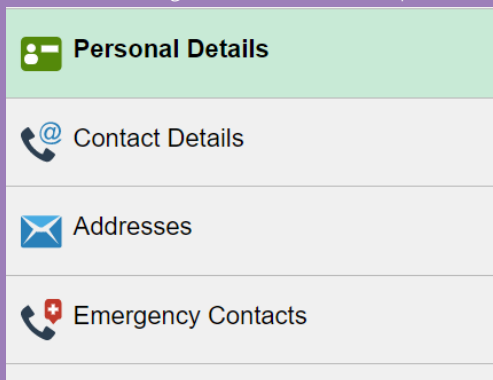 Personal Details
@ Contact Details
Addresses
Emergency Contacts